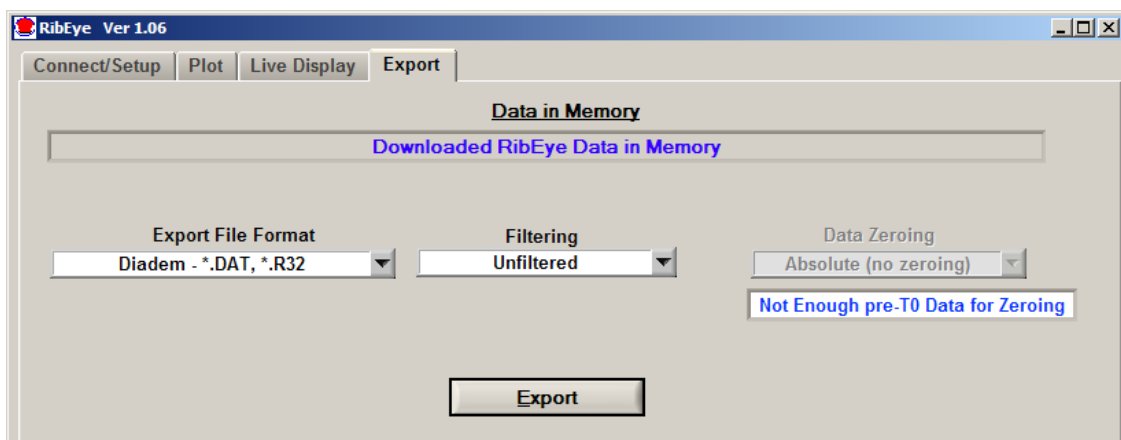 RibEye Ver 1.06
Connect/Setup Plot Live Display Export
Data in Memory
Downloaded RibEye Data in Memory
Export File Format Filtering Data Zeroing
Diadem - *.DAT, *.R32 Unfiltered Absolute (no zeroing)
Not Enough pre-T0 Data for Zeroing
Export